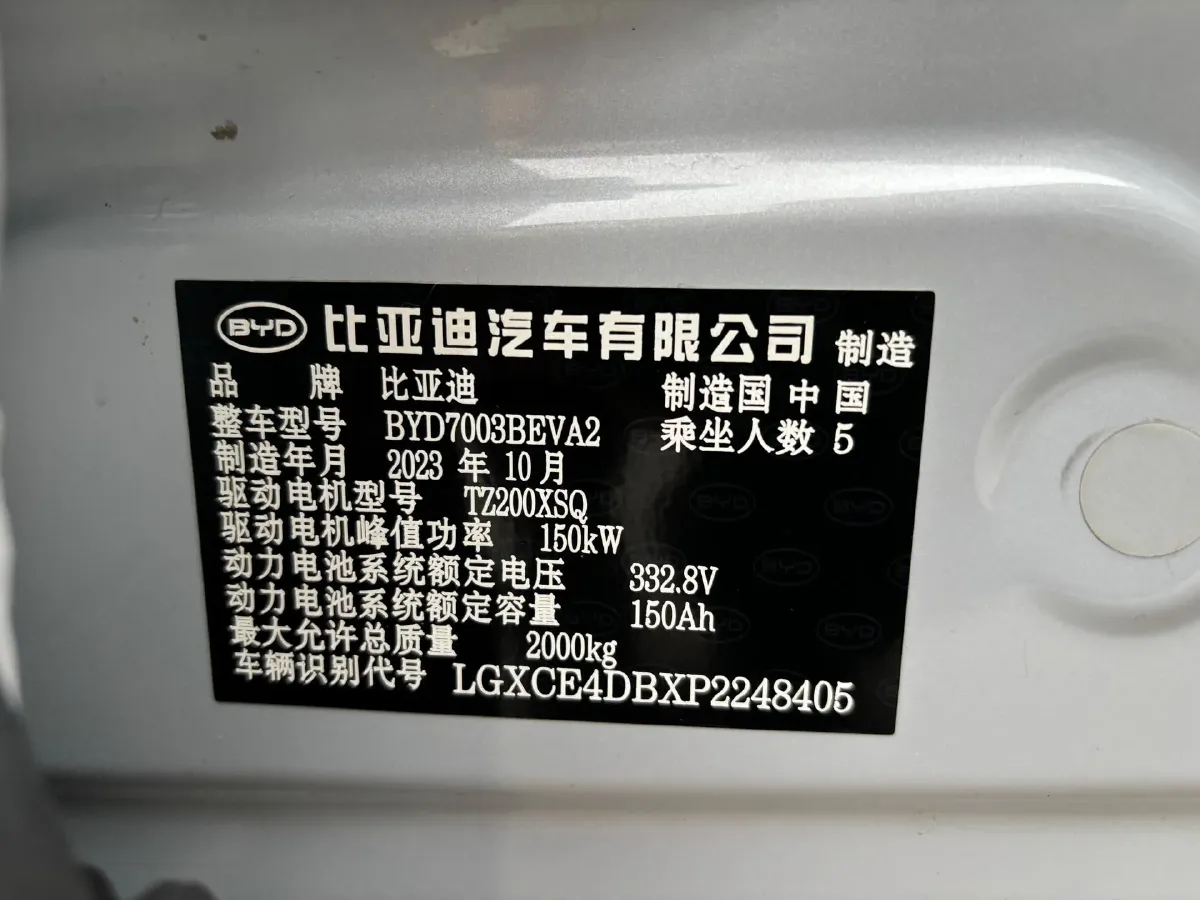 BYD 比亚迪汽车有限公司 制造
品 牌 比亚迪 制造国 中国
整车型号 BYD7003BEVA2 乘坐人数 5
制造年月 2023 年 10 月
驱动电机型号 TZ200XSQ
驱动电机峰值功率 150kW
动力电池系统额定电压 332.8V
动力电池系统额定容量 150Ah
最大允许总质量 2000kg
车辆识别代号 LGXCE4DBXP2248405